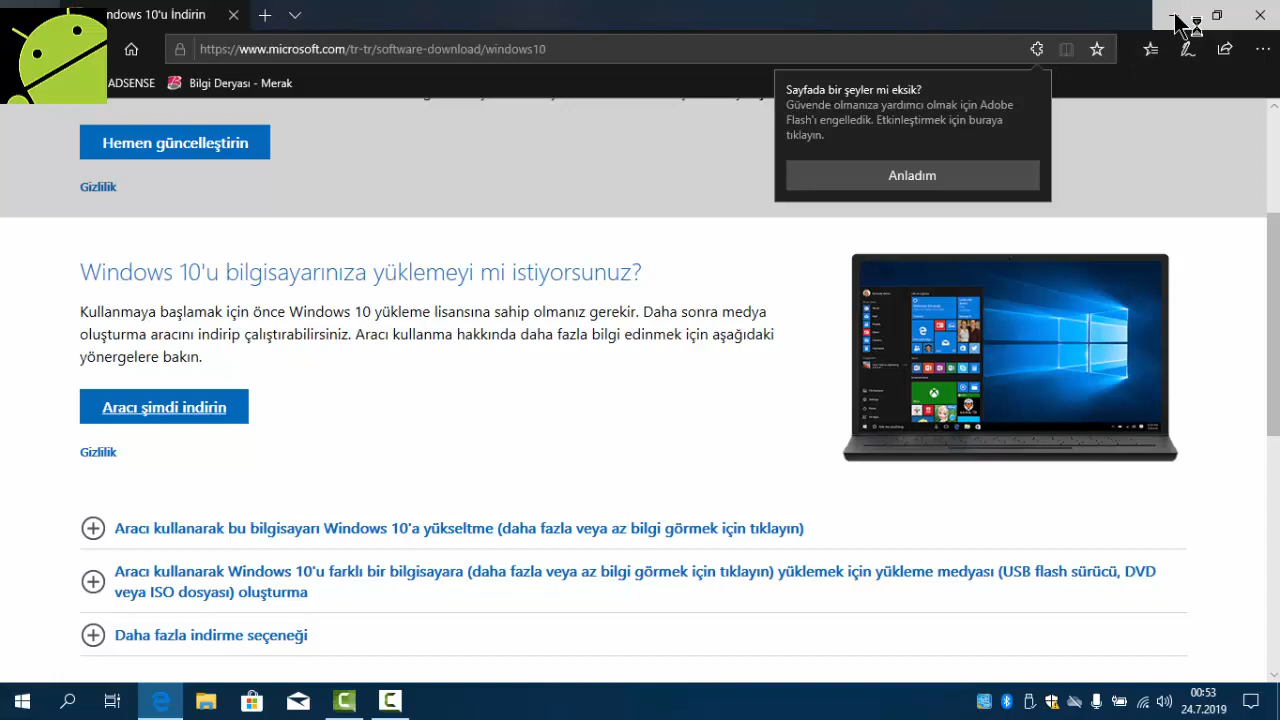 ndows 10'u İndirin
https://www.microsoft.com/tr-tr/software-download/windows10
ADSENSE
Bilgi Deryası - Merak
Sayfada bir şeyler mi eksik?
Güvende olmanıza yardımcı olmak için Adobe
Flash'ı engelledik. Etkinleştirmek için buraya
tıklayın.
Anladım
Hemen güncelleştirin
Gizlilik
Windows 10'u bilgisayarınıza yüklemeyi mi istiyorsunuz?
Kullanmaya başlamak için önce Windows 10 yükleme lisansına sahip olmanız gerekir. Daha sonra medya
oluşturma aracını indirip çalıştırabilirsiniz. Aracı kullanma hakkında daha fazla bilgi edinmek için aşağıdaki
yönergelere bakın.
Aracı şimdi indirin
Gizlilik
Aracı kullanarak bu bilgisayarı Windows 10'a yükseltme (daha fazla veya az bilgi görmek için tıklayın)
Aracı kullanarak Windows 10'u farklı bir bilgisayara (daha fazla veya az bilgi görmek için tıklayın) yüklemek için yükleme medyası (USB flash sürücü, DVD
veya ISO dosyası) oluşturma
Daha fazla indirme seçeneği
00:53
24.7.2019